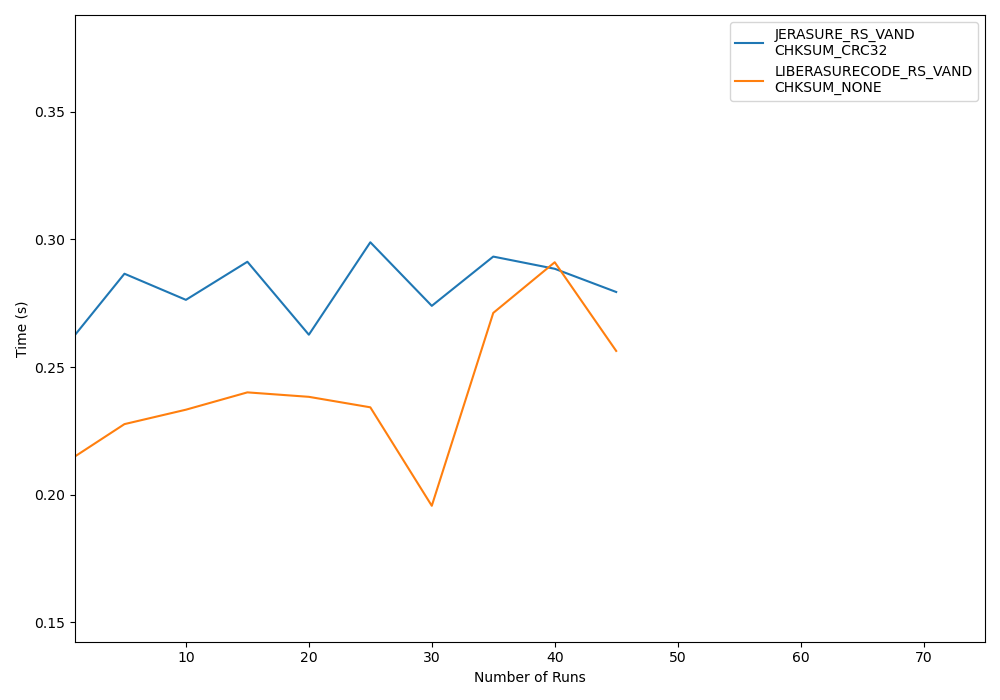 JERASURE_RS_VAND
CHKSUM_CRC32
LIBERASURECODE_RS_VAND
CHKSUM_NONE
0.35
0.30
0.25
0.20
0.15
Time (s)
10 20 30 40 50 60 70
Number of Runs